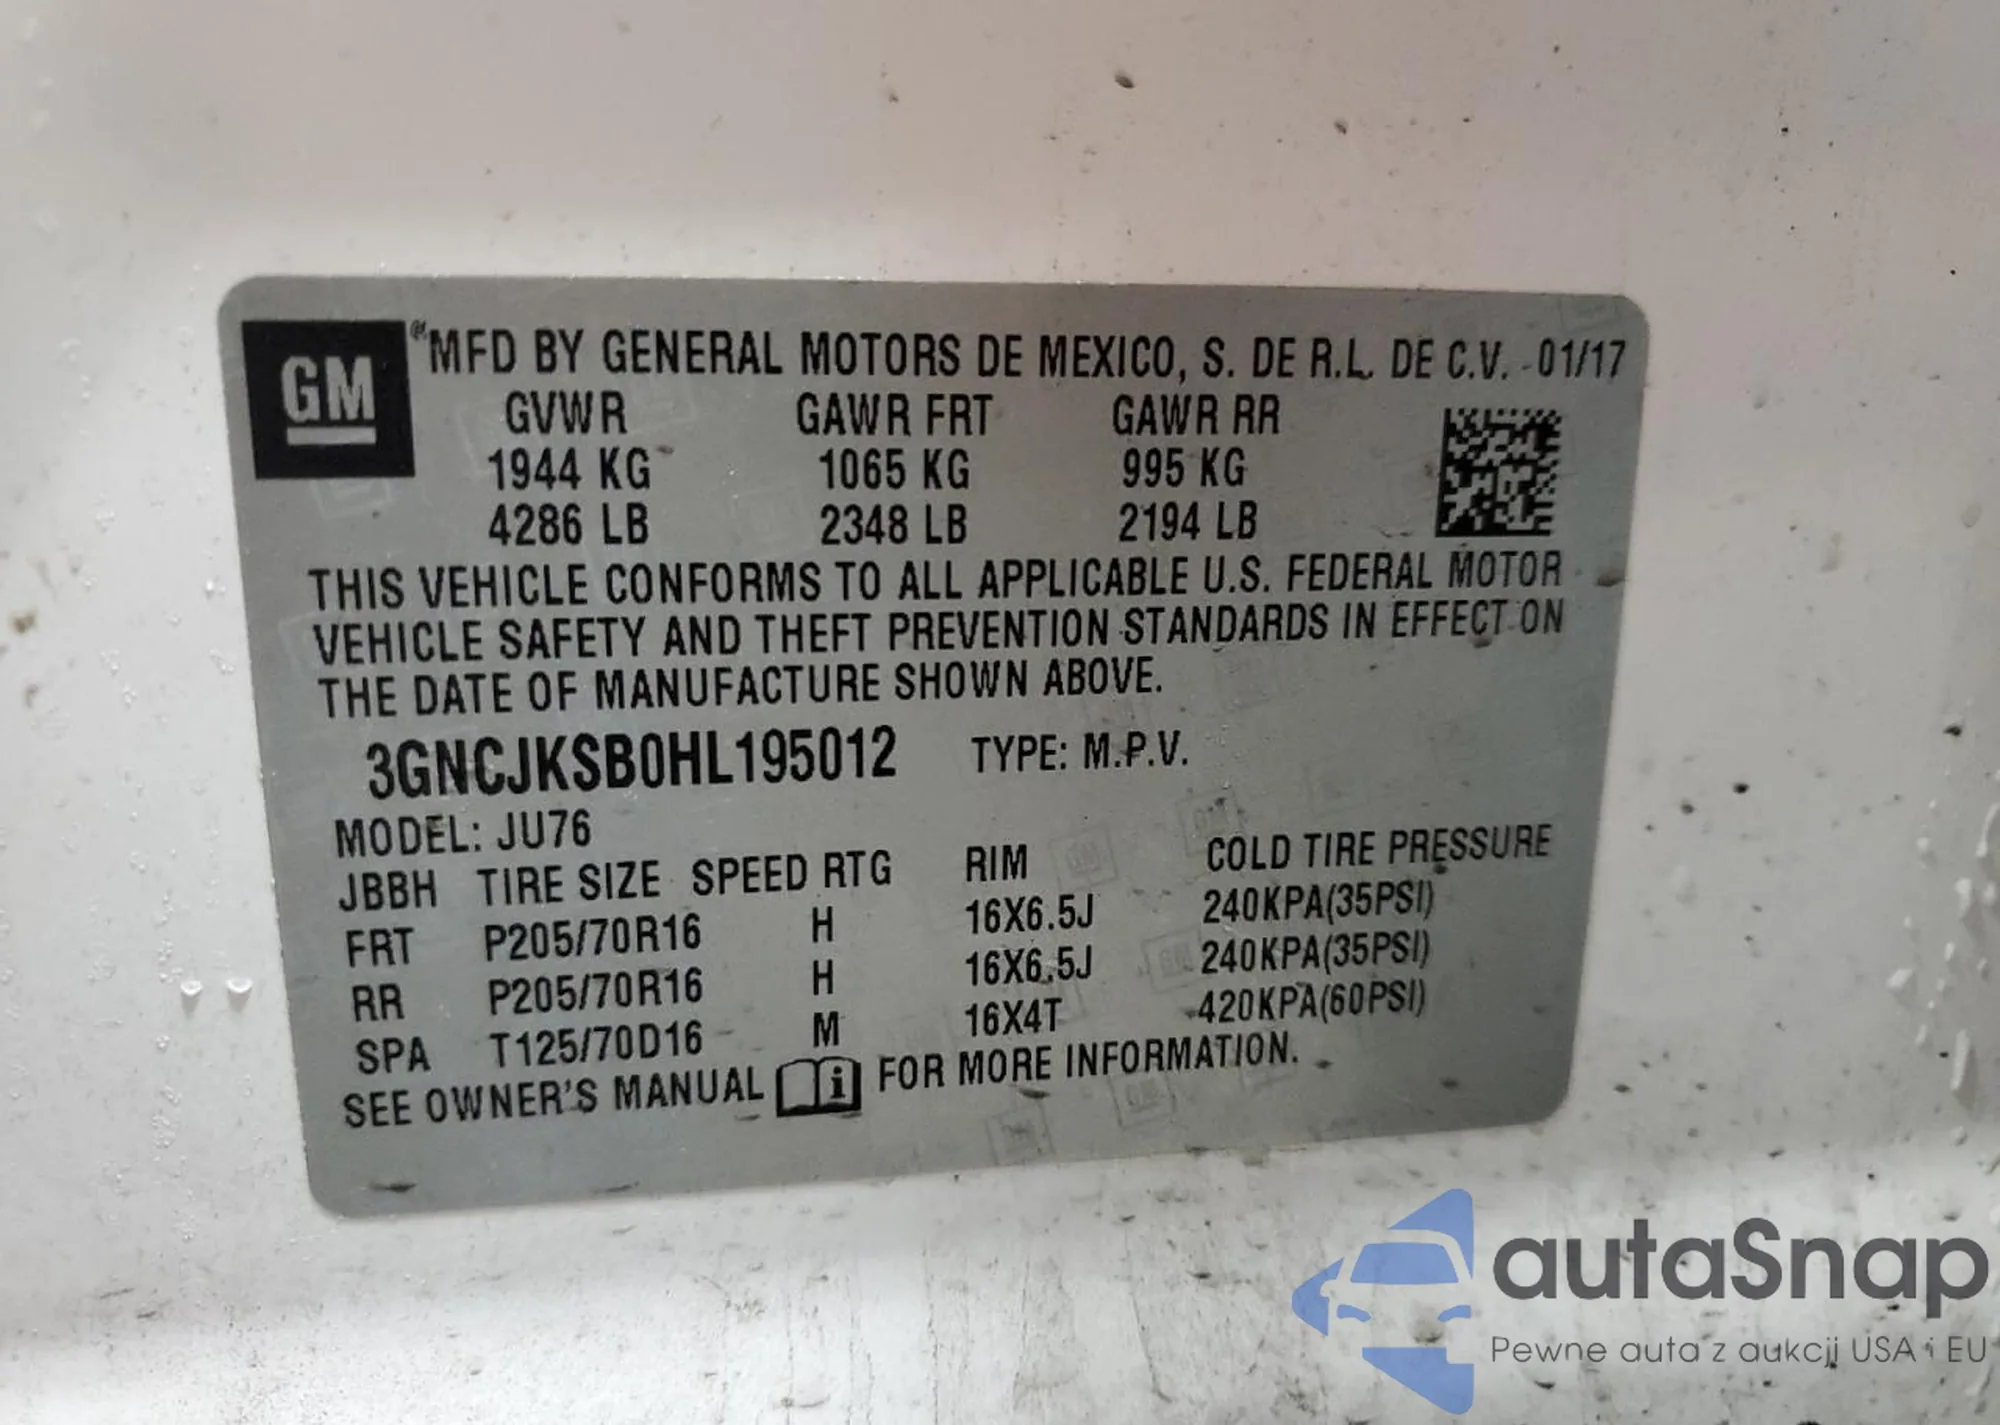 GM
MFD BY GENERAL MOTORS DE MEXICO, S. DE R.L. DE C.V. 01/17
GVWR GAWR FRT GAWR RR
1944 KG 1065 KG 995 KG
4286 LB 2348 LB 2194 LB
THIS VEHICLE CONFORMS TO ALL APPLICABLE U.S. FEDERAL MOTOR
VEHICLE SAFETY AND THEFT PREVENTION STANDARDS IN EFFECT ON
THE DATE OF MANUFACTURE SHOWN ABOVE.
3GNCJKSB0HL195012 TYPE: M.P.V.
MODEL: JU76
JBBH TIRE SIZE SPEED RTG RIM COLD TIRE PRESSURE
FRT P205/70R16 H 16X6.5J 240KPA(35PSI)
RR P205/70R16 H 16X6.5J 240KPA(35PSI)
SPA T125/70D16 M 16X4T 420KPA(60PSI)
SEE OWNER'S MANUAL i FOR MORE INFORMATION.
autaSnap
Pewne auta z aukcji USA i EU